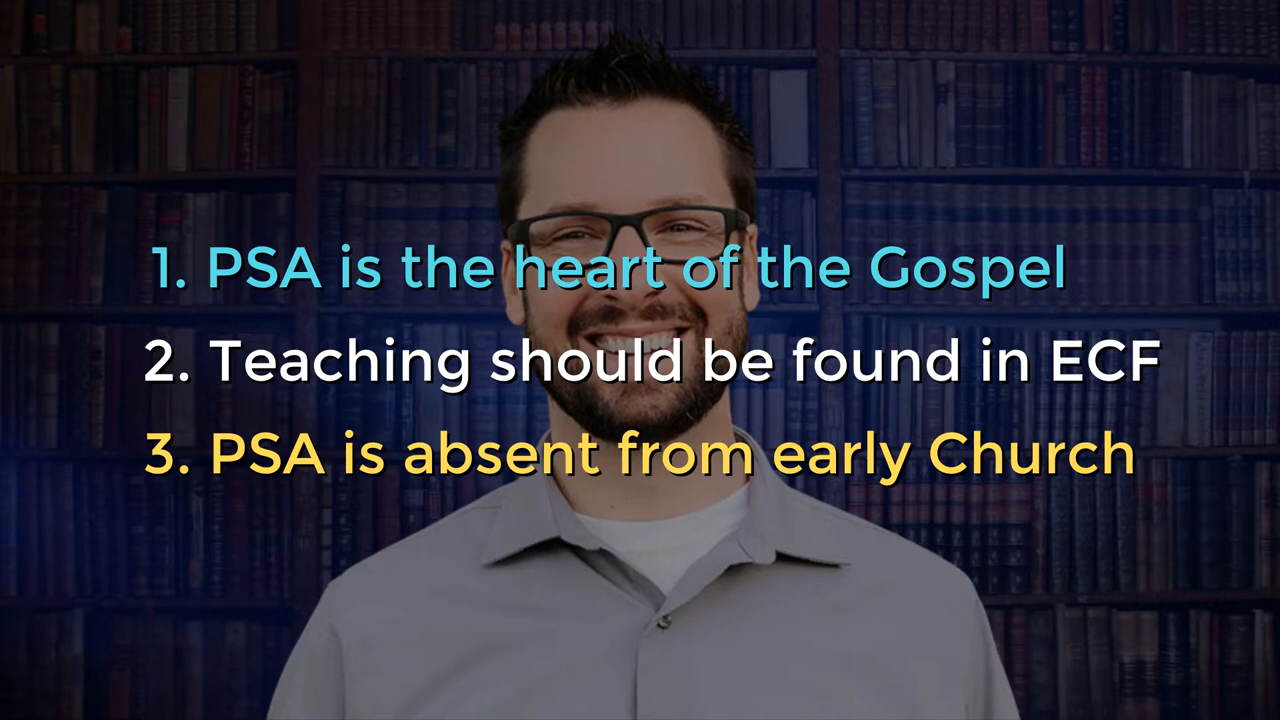 1. PSA is the heart of the Gospel
2. Teaching should be found in ECF
3. PSA is absent from early Church